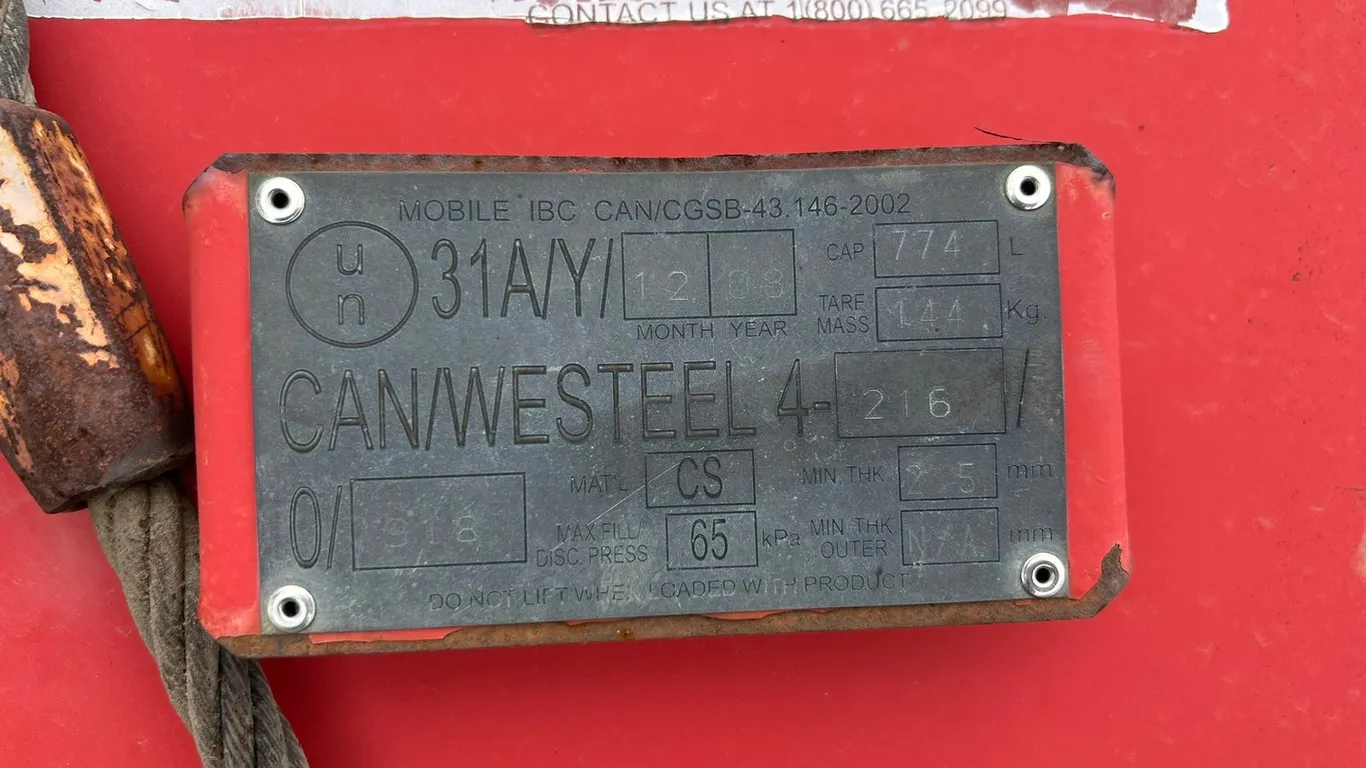 CONTACT US AT 1(800) 665 2099
MOBILE IBC CAN/CGSB-43.146-2002
un 31A/Y/ 12 08
MONTH YEAR
CAP 774 L
TARE MASS 144 Kg.
CAN/WESTEEL 4- 216 /
0/ 918
MAT'L CS
MIN. THK 2.5 mm
MAX FILL/ DISC. PRESS 65 kPa
MIN. THK OUTER N/A mm
DO NOT LIFT WHEN LOADED WITH PRODUCT